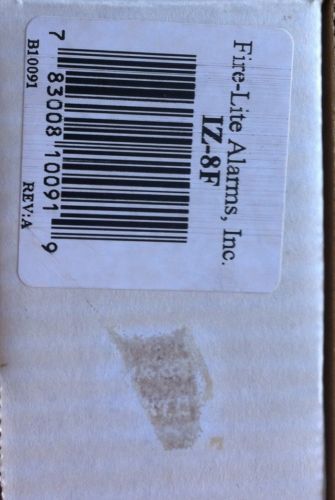 Fire-Lite Alarms, Inc.
IZ-8F
7 83008 10091 9
B10091 REV:A